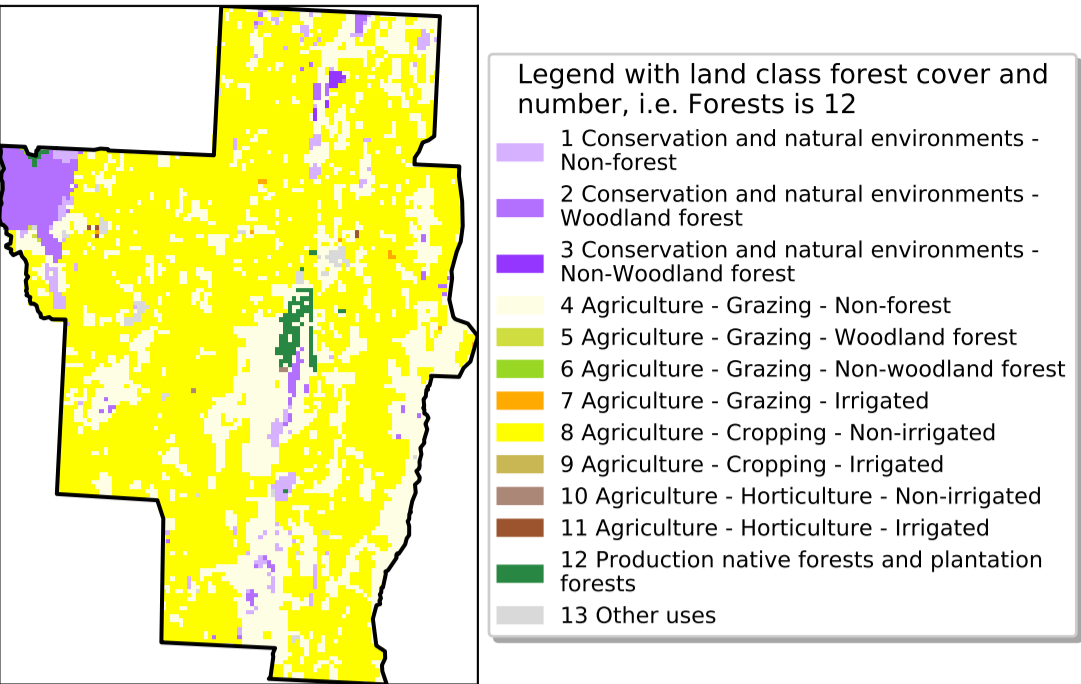 Legend with land class forest cover and
number, i.e. Forests is 12
1 Conservation and natural environments -
Non-forest
2 Conservation and natural environments -
Woodland forest
3 Conservation and natural environments -
Non-Woodland forest
4 Agriculture - Grazing - Non-forest
5 Agriculture - Grazing - Woodland forest
6 Agriculture - Grazing - Non-woodland forest
7 Agriculture - Grazing - Irrigated
8 Agriculture - Cropping - Non-irrigated
9 Agriculture - Cropping - Irrigated
10 Agriculture - Horticulture - Non-irrigated
11 Agriculture - Horticulture - Irrigated
12 Production native forests and plantation
forests
13 Other uses